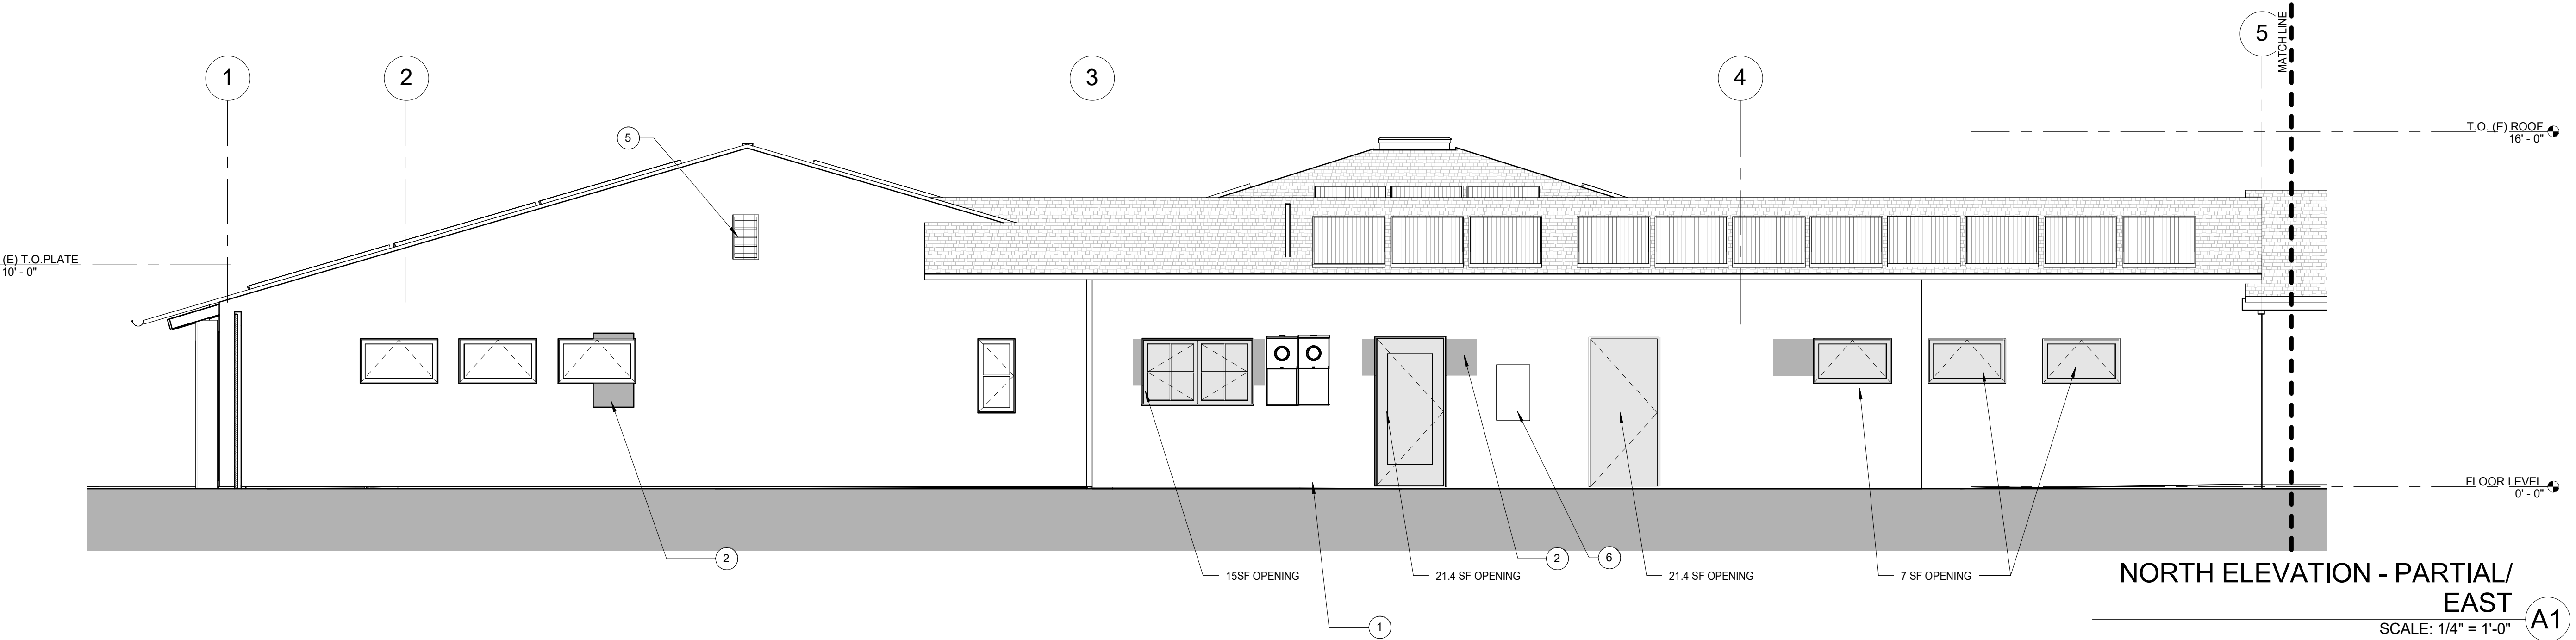 1
2
3
4
5
MATCH LINE
5
T.O. (E) ROOF
16' - 0"
(E) T.O.PLATE
10' - 0"
FLOOR LEVEL
0' - 0"
2
2
6
15SF OPENING
21.4 SF OPENING
21.4 SF OPENING
7 SF OPENING
1
NORTH ELEVATION - PARTIAL/
EAST
SCALE: 1/4" = 1'-0"
A1